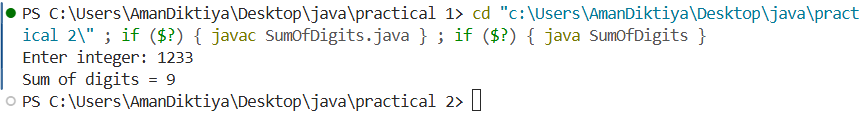 PS C:\Users\AmanDiktiya\Desktop\java\practical 1> cd "c:\Users\AmanDiktiya\Desktop\java\pract
ical 2\" ; if ($?) { javac SumOfDigits.java } ; if ($?) { java SumOfDigits }
Enter integer: 1233
Sum of digits = 9
PS C:\Users\AmanDiktiya\Desktop\java\practical 2>